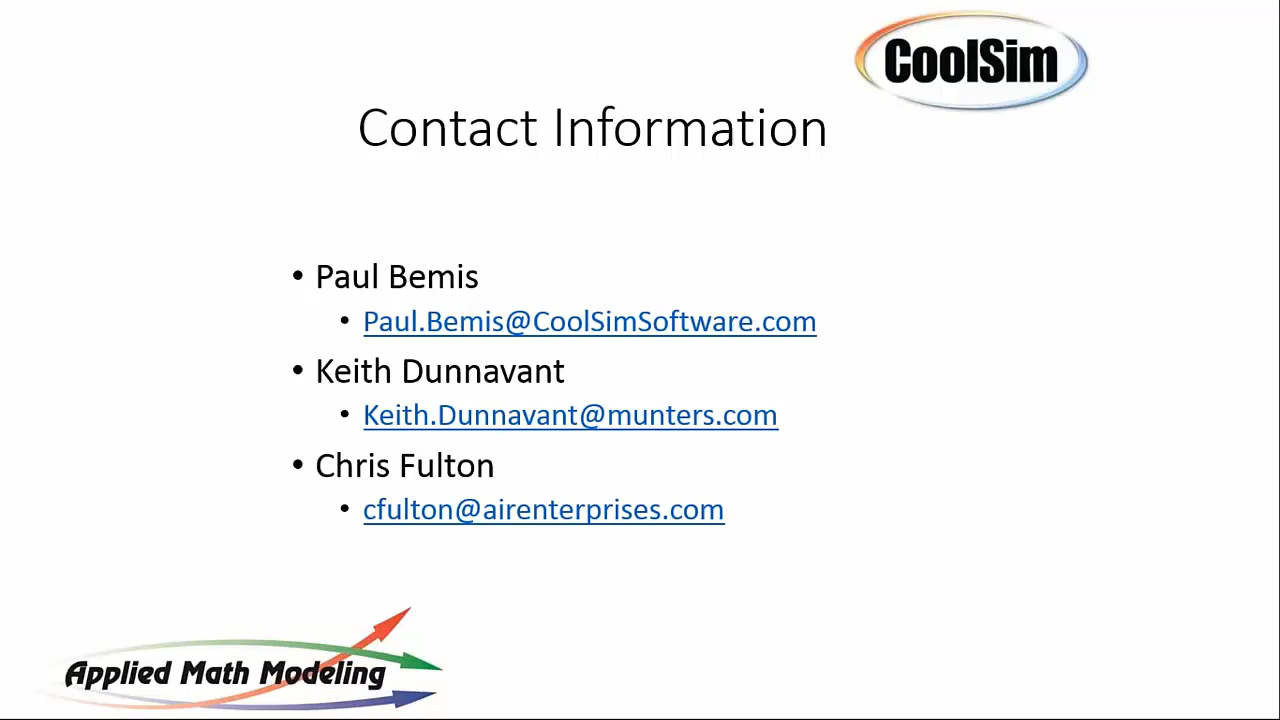 CoolSim
Contact Information
• Paul Bemis
• Paul.Bemis@CoolSimSoftware.com
• Keith Dunnavant
• Keith.Dunnavant@munters.com
• Chris Fulton
• cfulton@airenterprises.com
Applied Math Modeling